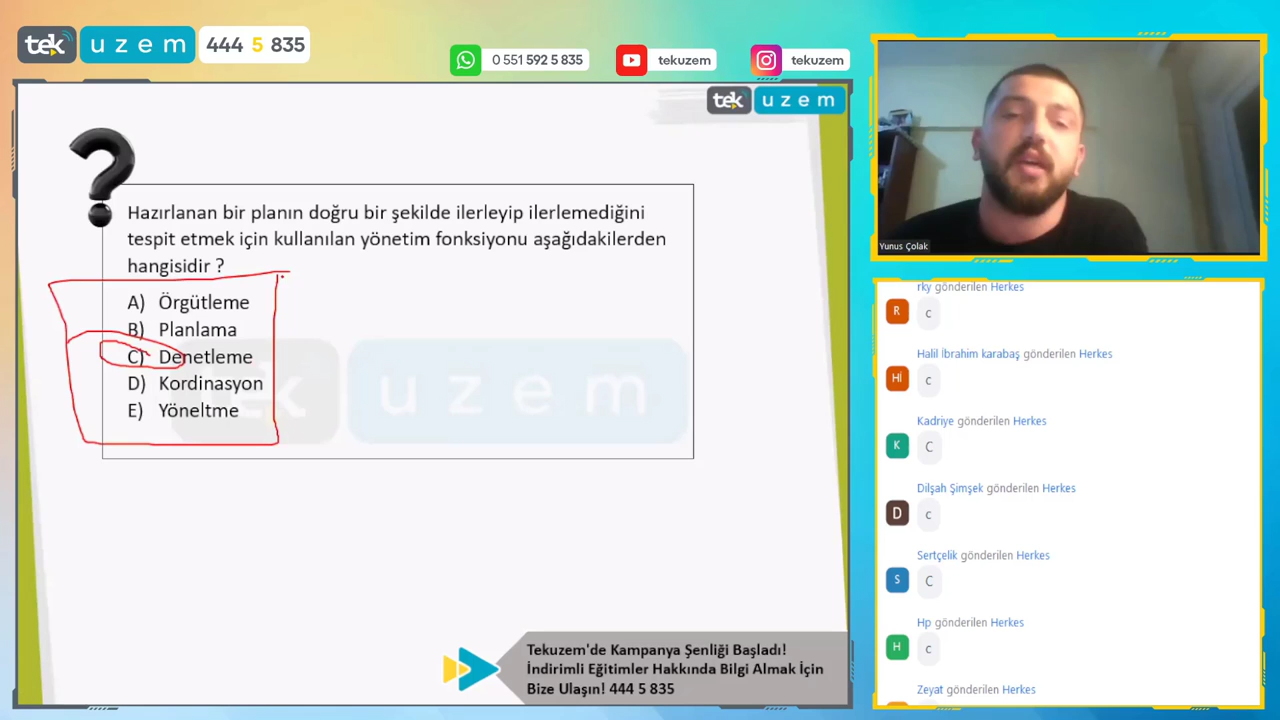 tek uzem 444 5 835
0 551 592 5 835
tekuzem
tekuzem
tek uzem
Hazırlanan bir planın doğru bir şekilde ilerleyip ilerlemediğini
tespit etmek için kullanılan yönetim fonksiyonu aşağıdakilerden
hangisidir ?
A) Örgütleme
B) Planlama
C) Denetleme
D) Kordinasyon
E) Yöneltme
tek uzem
Tekuzem'de Kampanya Şenliği Başladı!
İndirimli Eğitimler Hakkında Bilgi Almak İçin
Bize Ulaşın! 444 5 835
Yunus Çolak
rky gönderilen Herkes
R
c
Halil İbrahim karabaş gönderilen Herkes
Hİ
c
Kadriye gönderilen Herkes
K
C
Dilşah Şimşek gönderilen Herkes
D
c
Sertçelik gönderilen Herkes
S
C
Hp gönderilen Herkes
H
c
Zeyat gönderilen Herkes